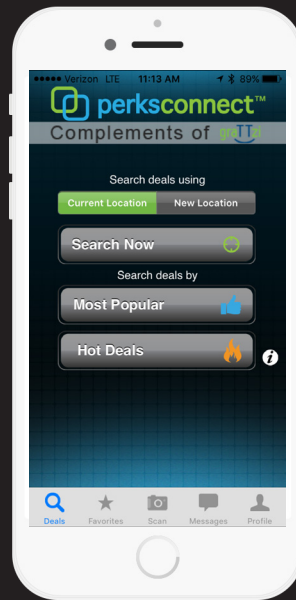 Verizon LTE 11:13 AM 89%
perksconnect™
Complements of graTTzi
Search deals using
Current Location New Location
Search Now
Search deals by
Most Popular
Hot Deals
i
Deals Favorites Scan Messages Profile